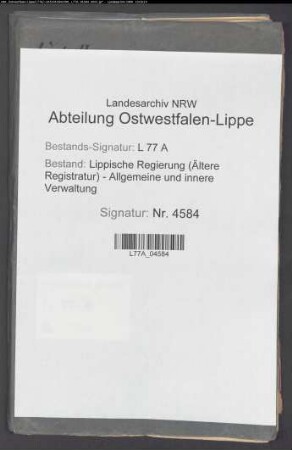 Landesarchiv NRW
Abteilung Ostwestfalen-Lippe
Bestands-Signatur: L 77 A
Bestand: Lippische Regierung (Ältere
Registratur) - Allgemeine und innere
Verwaltung
Signatur: Nr. 4584
L77A_04584